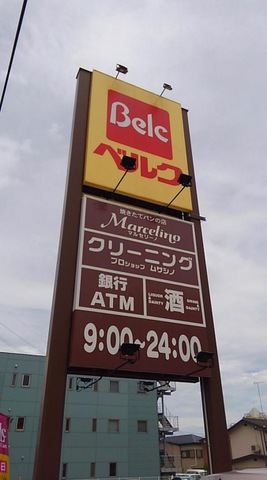 Belc
ベルク
焼きたてパンの店
Marcelino
マルセリーノ
クリーニング
プロショップ ムサシノ
銀行
ATM
酒
LIQUOR & DAINTY
9:00~24:00